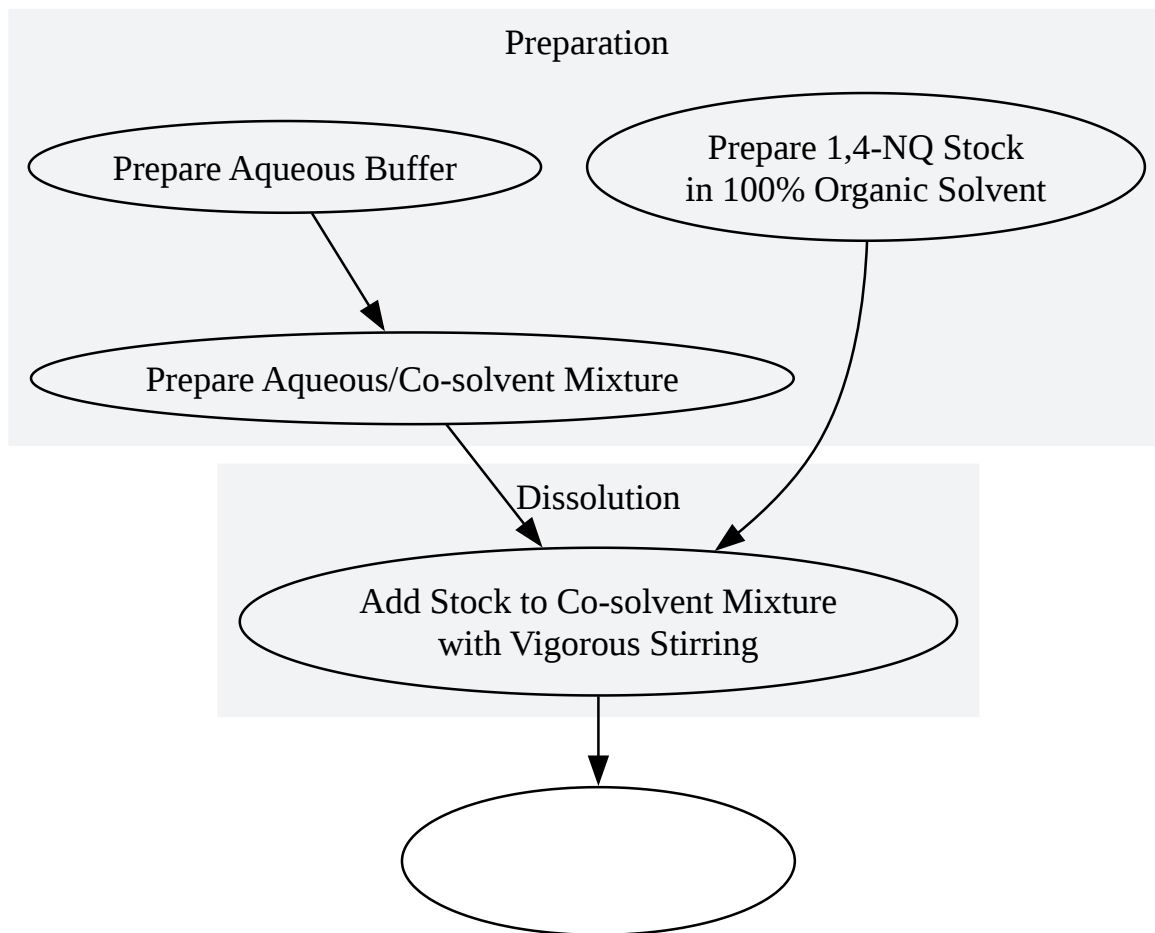 Preparation
Prepare Aqueous Buffer
Prepare 1,4-NQ Stock
in 100% Organic Solvent
Prepare Aqueous/Co-solvent Mixture
Dissolution
Add Stock to Co-solvent Mixture
with Vigorous Stirring